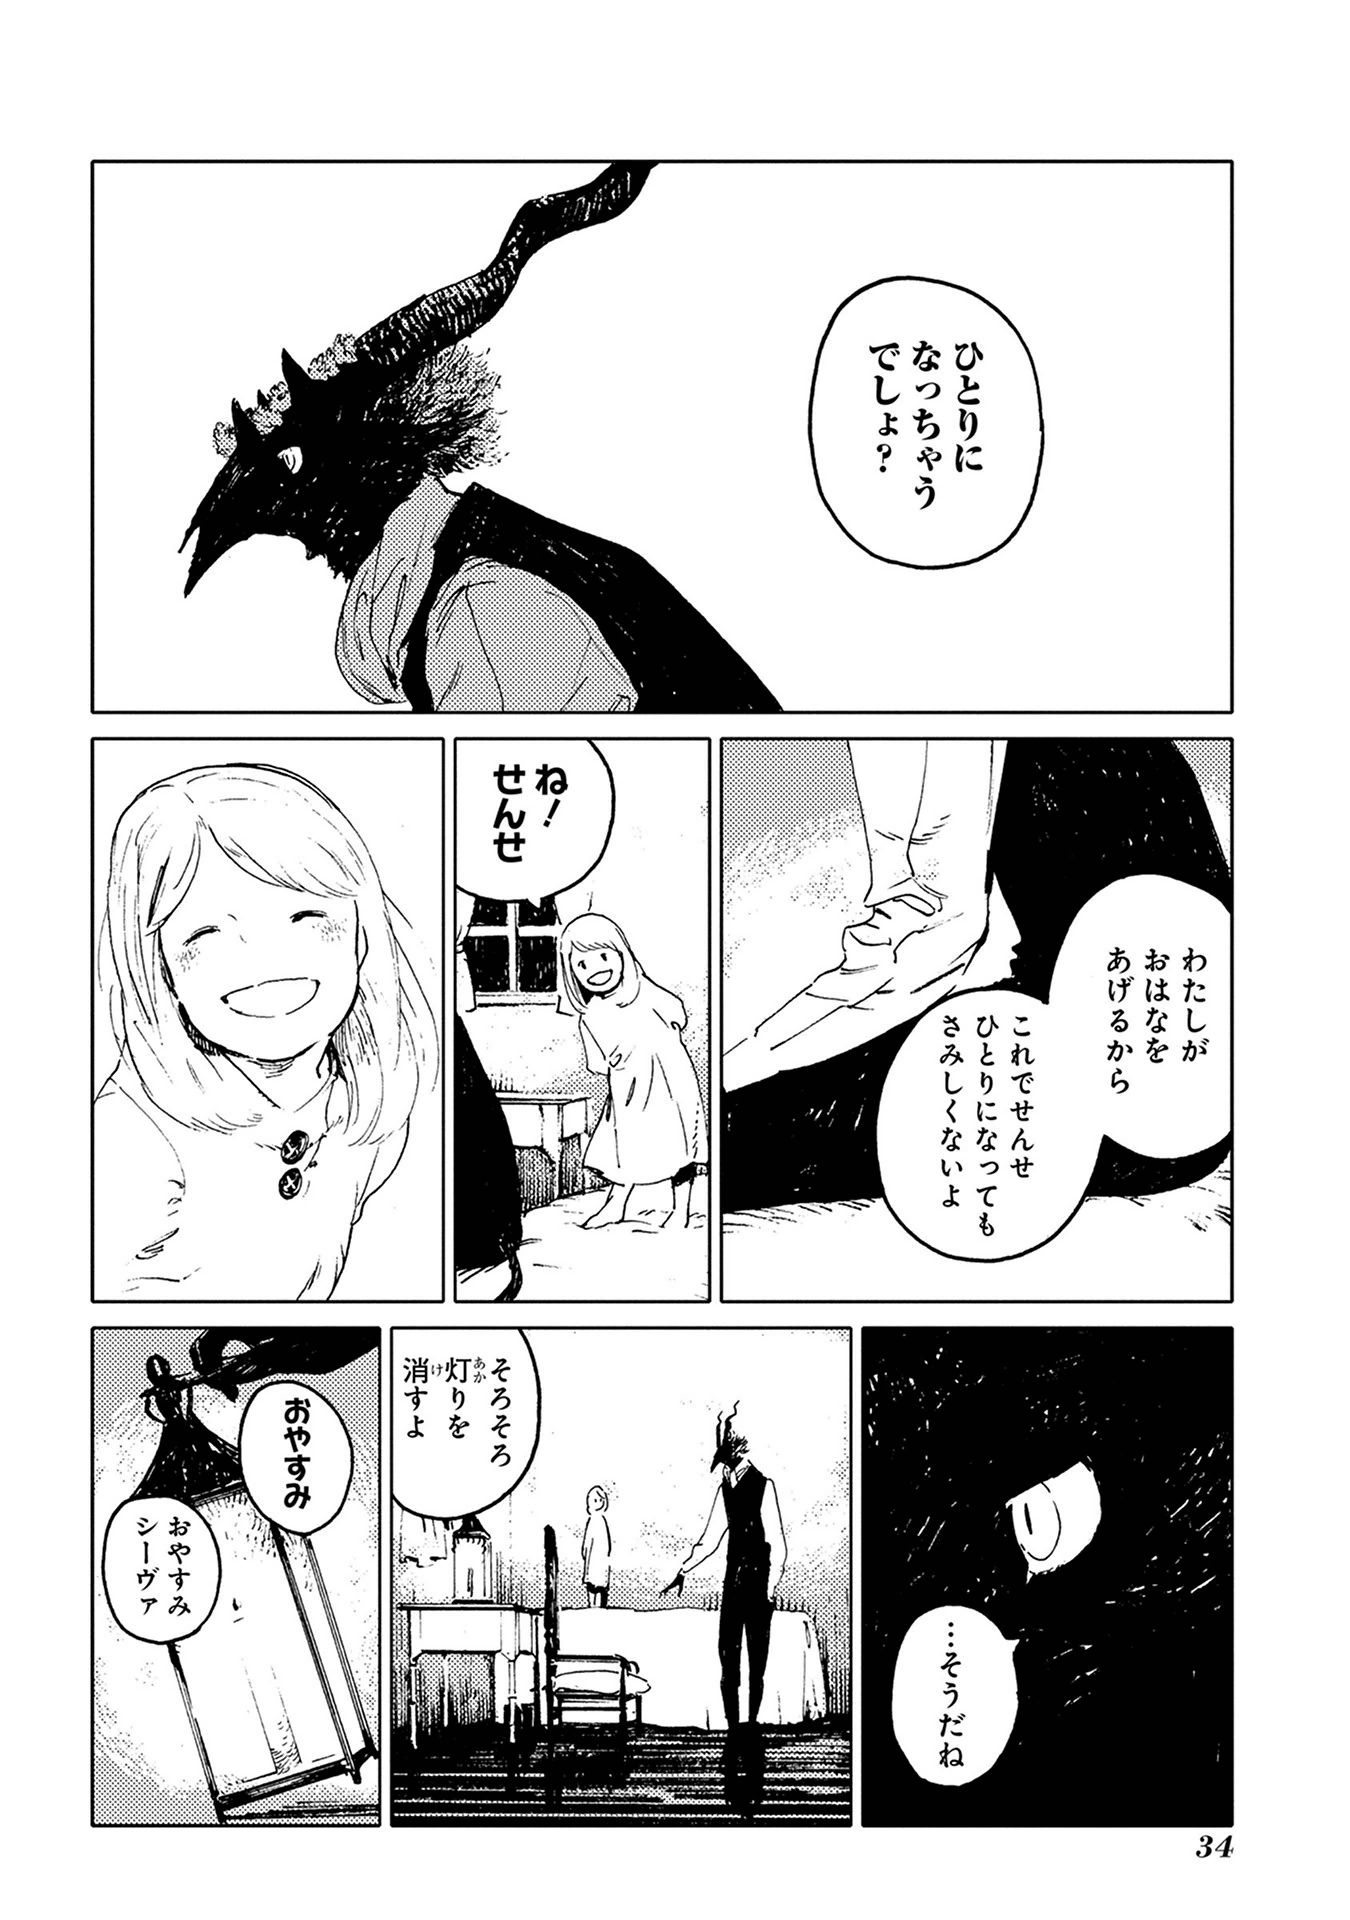 ひとりに
なっちゃう
でしょ?
わたしが
おはなを
あげるから
これでせんせ
ひとりになっても
さみしくないよ
ね!
せんせ
…そうだね
そろそろ
灯りを
あか
消すよ
け
おやすみ
おやすみ
シーヴァ
34